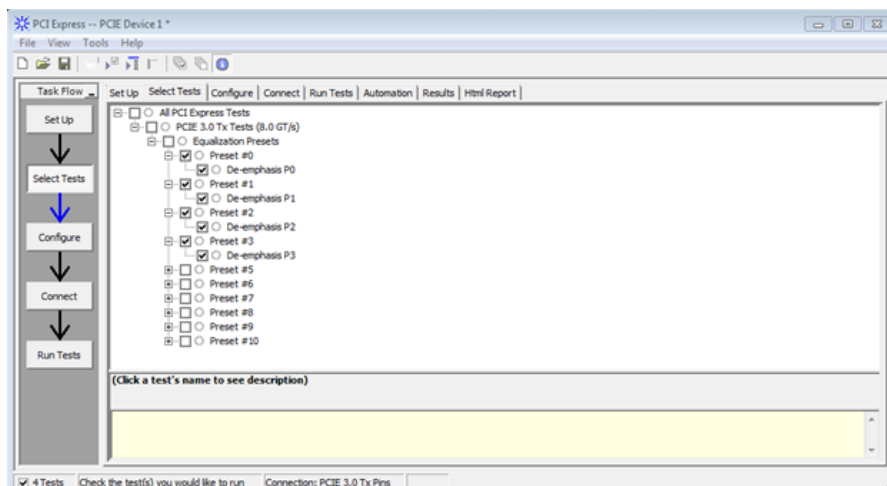 PCI Express -- PCIE Device 1 *
File View Tools Help
Task Flow
Set Up
Select Tests
Configure
Connect
Run Tests
Set Up Select Tests Configure Connect Run Tests Automation Results Html Report
All PCI Express Tests
PCIE 3.0 Tx Tests (8.0 GT/s)
Equalization Presets
Preset #0
De-emphasis P0
Preset #1
De-emphasis P1
Preset #2
De-emphasis P2
Preset #3
De-emphasis P3
Preset #5
Preset #6
Preset #7
Preset #8
Preset #9
Preset #10
(Click a test's name to see description)
4 Tests Check the test(s) you would like to run Connection: PCIE 3.0 Tx Pins